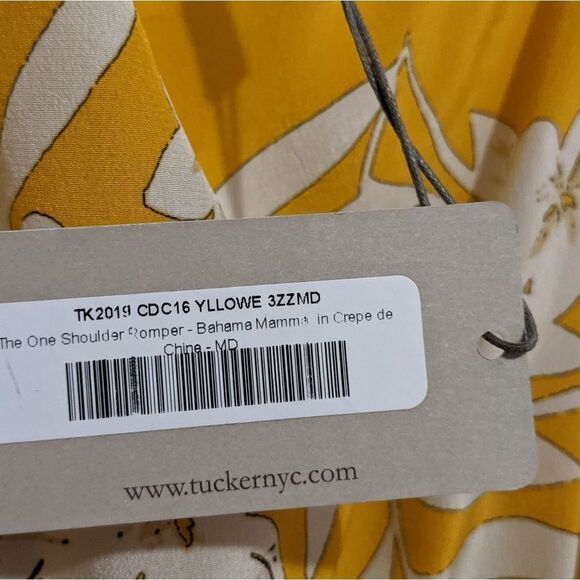 TK2019 CDC16 YLLOWE 3ZZMD
The One Shoulder Romper - Bahama Mamma in Crepe de
Chine - MD
www.tuckernyc.com